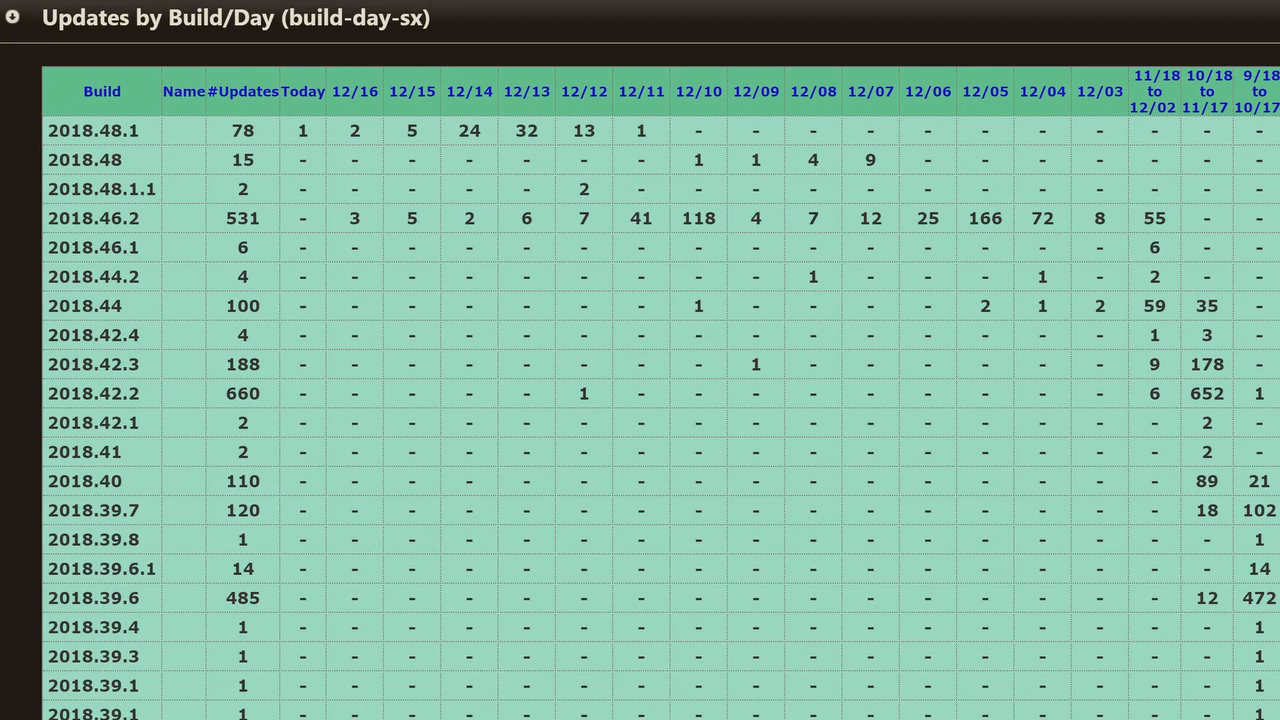 Updates by Build/Day (build-day-sx)
Build Name #Updates Today 12/16 12/15 12/14 12/13 12/12 12/11 12/10 12/09 12/08 12/07 12/06 12/05 12/04 12/03 11/18 to 12/02 10/18 to 11/17 9/18 to 10/17
2018.48.1 78 1 2 5 24 32 13 1 - - - - - - - - - - -
2018.48 15 - - - - - - - 1 1 4 9 - - - - - - -
2018.48.1.1 2 - - - - - 2 - - - - - - - - - - - -
2018.46.2 531 - 3 5 2 6 7 41 118 4 7 12 25 166 72 8 55 - -
2018.46.1 6 - - - - - - - - - - - - - - - 6 - -
2018.44.2 4 - - - - - - - - - 1 - - - 1 - 2 - -
2018.44 100 - - - - - - - 1 - - - - 2 1 2 59 35 -
2018.42.4 4 - - - - - - - - - - - - - - - 1 3 -
2018.42.3 188 - - - - - - - - 1 - - - - - - 9 178 -
2018.42.2 660 - - - - - 1 - - - - - - - - - 6 652 1
2018.42.1 2 - - - - - - - - - - - - - - - - 2 -
2018.41 2 - - - - - - - - - - - - - - - - 2 -
2018.40 110 - - - - - - - - - - - - - - - - 89 21
2018.39.7 120 - - - - - - - - - - - - - - - - 18 102
2018.39.8 1 - - - - - - - - - - - - - - - - - 1
2018.39.6.1 14 - - - - - - - - - - - - - - - - - 14
2018.39.6 485 - - - - - - - - - - - - - - - - 12 472
2018.39.4 1 - - - - - - - - - - - - - - - - - 1
2018.39.3 1 - - - - - - - - - - - - - - - - - 1
2018.39.1 1 - - - - - - - - - - - - - - - - - 1
2018.39.1 1 - - - - - - - - - - - - - - - - - 1